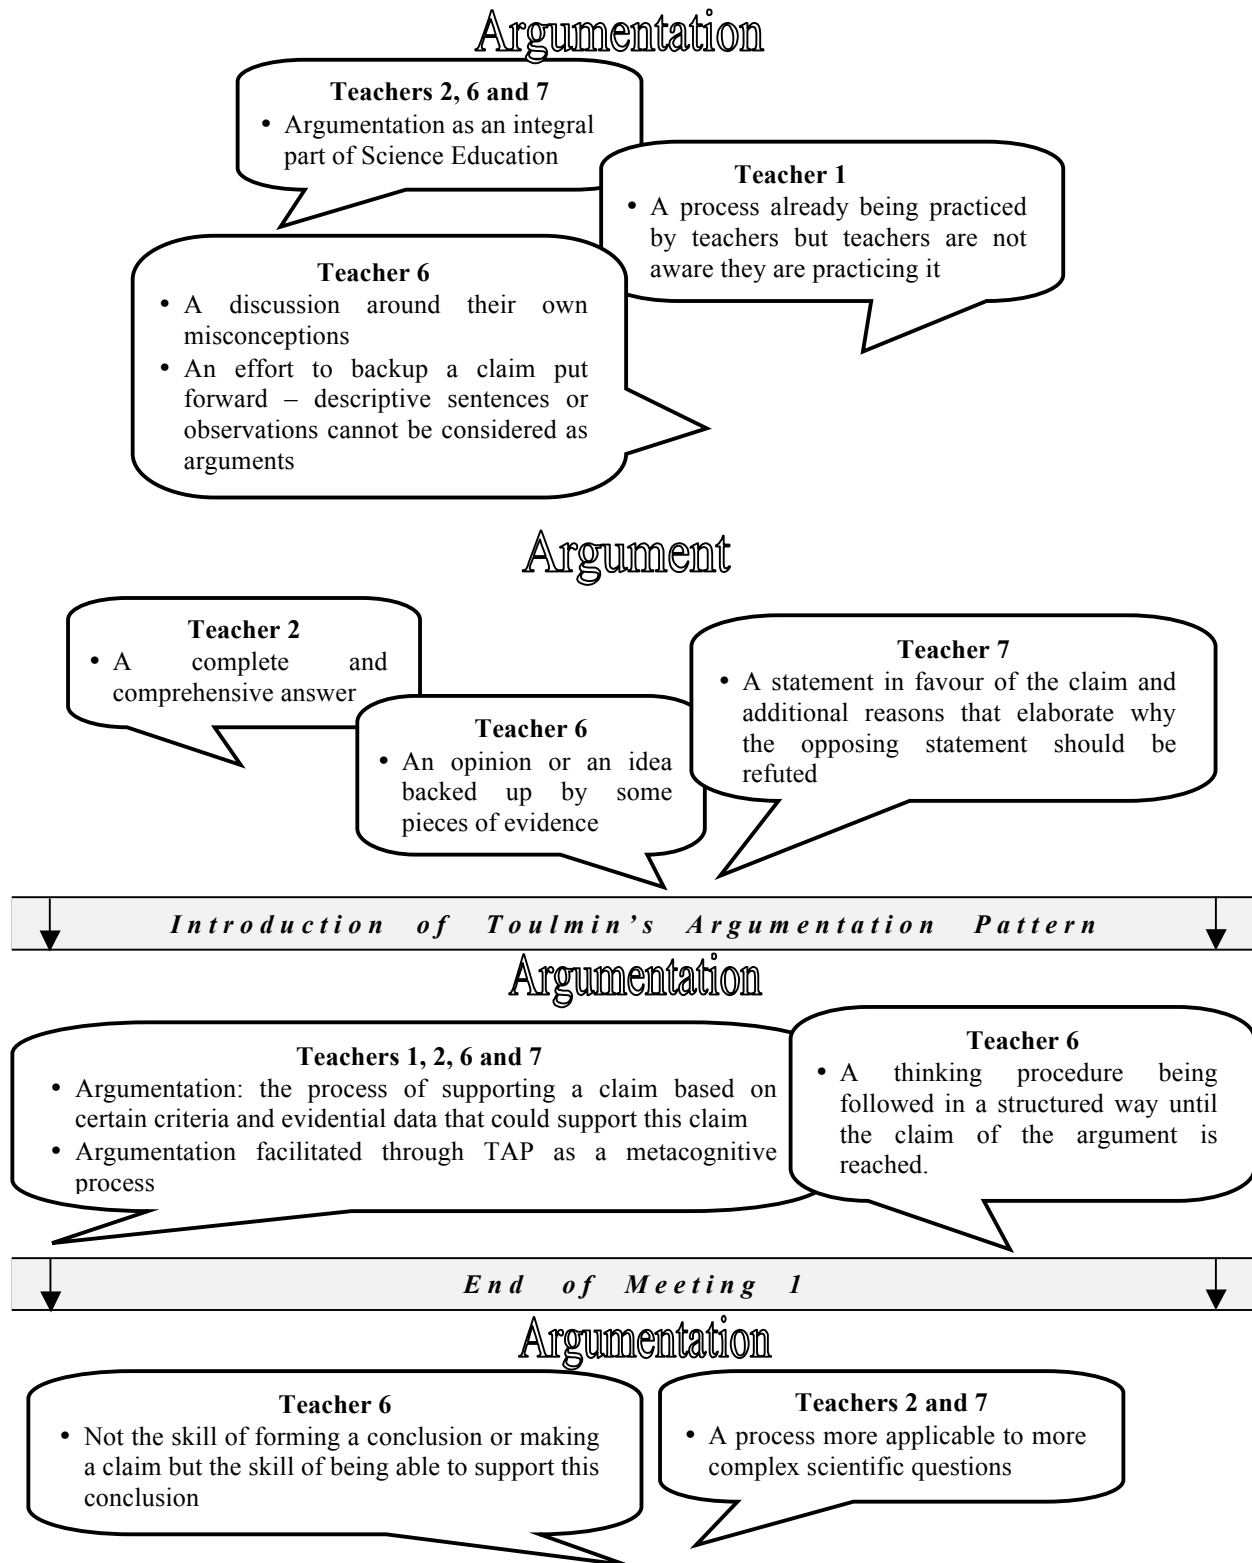 Argumentation
Teachers 2, 6 and 7
• Argumentation as an integral
part of Science Education
Teacher 1
• A process already being practiced
by teachers but teachers are not
aware they are practicing it
Teacher 6
• A discussion around their own
misconceptions
• An effort to backup a claim put
forward – descriptive sentences or
observations cannot be considered as
arguments
Argument
Teacher 2
• A complete and
comprehensive answer
Teacher 6
• An opinion or an idea
backed up by some
pieces of evidence
Teacher 7
• A statement in favour of the claim and
additional reasons that elaborate why
the opposing statement should be
refuted
Introduction of Toulmin’s Argumentation Pattern
Argumentation
Teachers 1, 2, 6 and 7
• Argumentation: the process of supporting a claim based on
certain criteria and evidential data that could support this claim
• Argumentation facilitated through TAP as a metacognitive
process
Teacher 6
• A thinking procedure being
followed in a structured way until
the claim of the argument is
reached.
End of Meeting 1
Argumentation
Teacher 6
• Not the skill of forming a conclusion or making
a claim but the skill of being able to support this
conclusion
Teachers 2 and 7
• A process more applicable to more
complex scientific questions